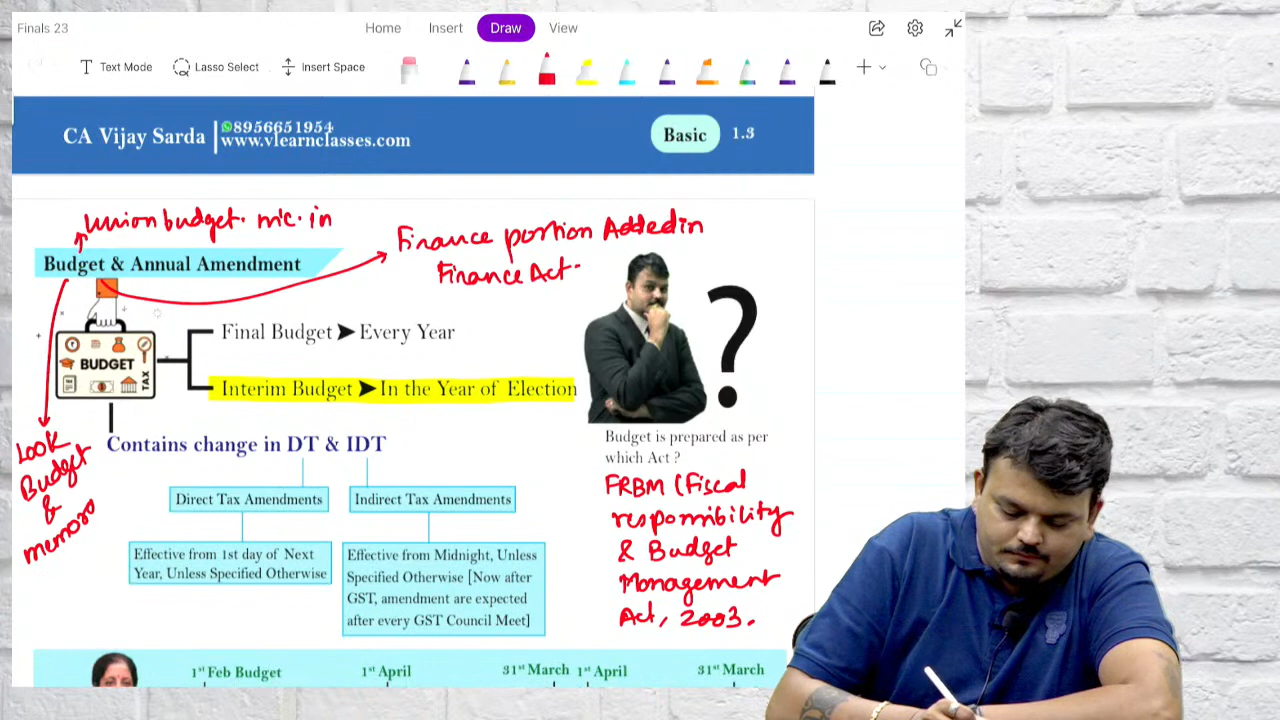 Finals 23
Home Insert Draw View
Text Mode Lasso Select Insert Space
CA Vijay Sarda
8956651954
www.vlearnclasses.com
Basic 1.3
Union budget. mic. in
Finance portion Added in
Finance Act.
Budget & Annual Amendment
BUDGET
TAX
Final Budget ➤ Every Year
Interim Budget ➤ In the Year of Election
?
Look
Budget
&
memoro
Contains change in DT & IDT
Direct Tax Amendments
Indirect Tax Amendments
Effective from 1st day of Next
Year, Unless Specified Otherwise
Effective from Midnight, Unless
Specified Otherwise [Now after
GST, amendment are expected
after every GST Council Meet]
Budget is prepared as per
which Act ?
FRBM (Fiscal
responsibility
& Budget
Management
Act, 2003.
1st Feb Budget 1st April 31st March 1st April 31st March